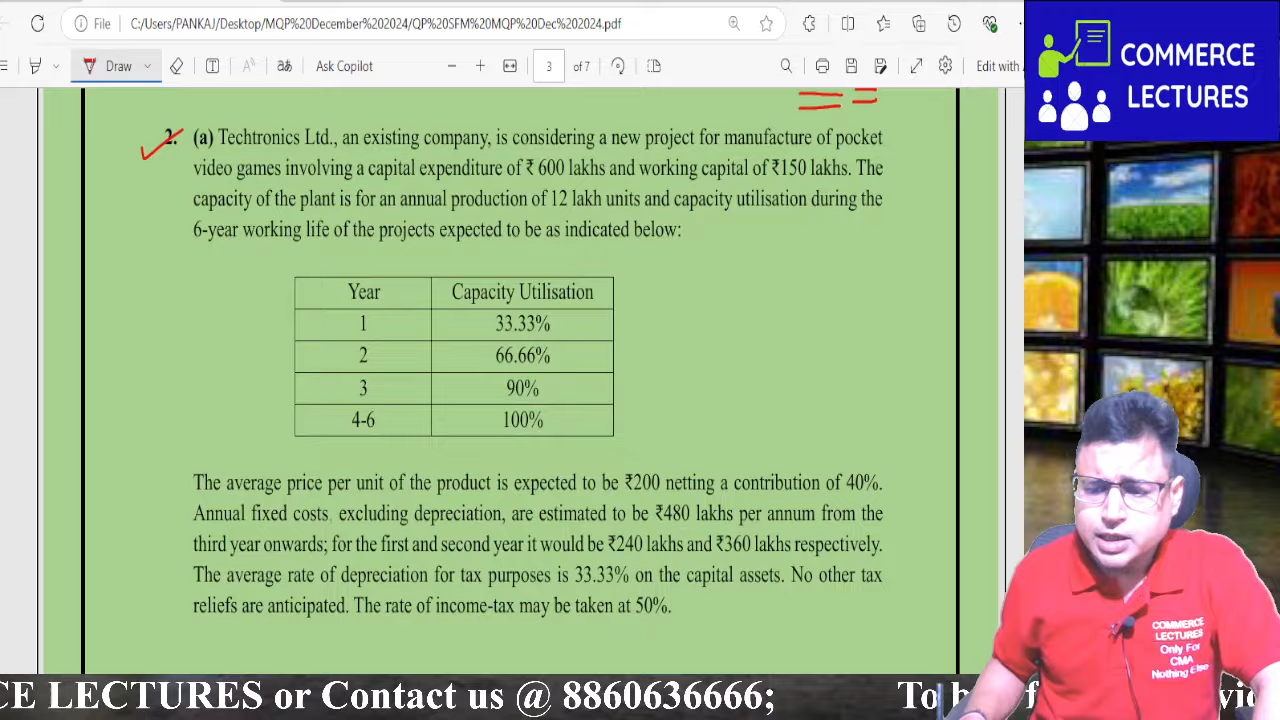 File C:/Users/PANKAJ/Desktop/MQP%20December%202024/QP%20SFM%20MQP%20Dec%202024.pdf
Draw aあ Ask Copilot 3 of 7 Edit with
COMMERCE
LECTURES
2. (a) Techtronics Ltd., an existing company, is considering a new project for manufacture of pocket
video games involving a capital expenditure of ₹ 600 lakhs and working capital of ₹150 lakhs. The
capacity of the plant is for an annual production of 12 lakh units and capacity utilisation during the
6-year working life of the projects expected to be as indicated below:
Year Capacity Utilisation
1 33.33%
2 66.66%
3 90%
4-6 100%
The average price per unit of the product is expected to be ₹200 netting a contribution of 40%.
Annual fixed costs, excluding depreciation, are estimated to be ₹480 lakhs per annum from the
third year onwards; for the first and second year it would be ₹240 lakhs and ₹360 lakhs respectively.
The average rate of depreciation for tax purposes is 33.33% on the capital assets. No other tax
reliefs are anticipated. The rate of income-tax may be taken at 50%.
COMMERCE
LECTURES
Only For
CMA
Nothing Else
CE LECTURES or Contact us @ 8860636666;